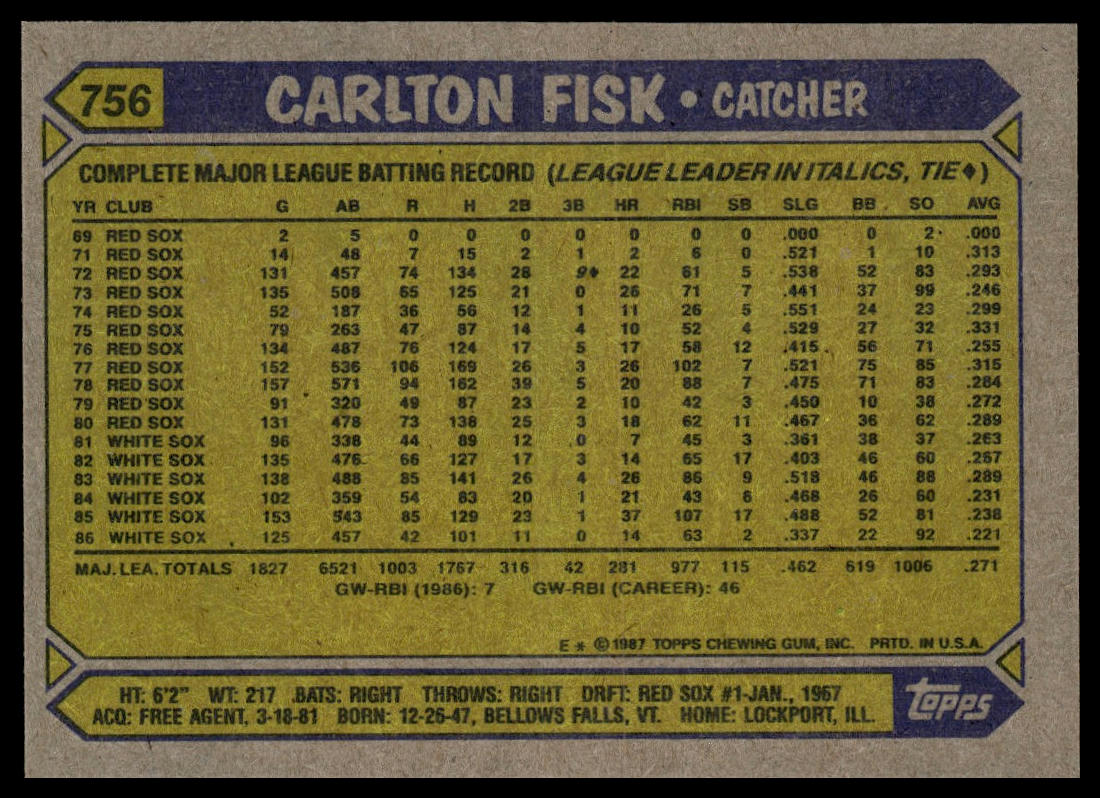 756 CARLTON FISK • CATCHER
COMPLETE MAJOR LEAGUE BATTING RECORD (LEAGUE LEADER IN ITALICS, TIE♦)
YR CLUB G AB R H 2B 3B HR RBI SB SLG BB SO AVG
69 RED SOX 2 5 0 0 0 0 0 0 0 .000 0 2 .000
71 RED SOX 14 48 7 15 2 1 2 6 0 .521 1 10 .313
72 RED SOX 131 457 74 134 28 9♦ 22 61 5 .538 52 83 .293
73 RED SOX 135 508 65 125 21 0 26 71 7 .441 37 99 .246
74 RED SOX 52 187 36 56 12 1 11 26 5 .551 24 23 .299
75 RED SOX 79 263 47 87 14 4 10 52 4 .529 27 32 .331
76 RED SOX 134 487 76 124 17 5 17 58 12 .415 56 71 .255
77 RED SOX 152 536 106 169 26 3 26 102 7 .521 75 85 .315
78 RED SOX 157 571 94 162 39 5 20 88 7 .475 71 83 .284
79 RED SOX 91 320 49 87 23 2 10 42 3 .450 10 38 .272
80 RED SOX 131 478 73 138 25 3 18 62 11 .467 36 62 .289
81 WHITE SOX 96 338 44 89 12 0 7 45 3 .361 38 37 .263
82 WHITE SOX 135 476 66 127 17 3 14 65 17 .403 46 60 .267
83 WHITE SOX 138 488 85 141 26 4 26 86 9 .518 46 88 .289
84 WHITE SOX 102 359 54 83 20 1 21 43 6 .468 26 60 .231
85 WHITE SOX 153 543 85 129 23 1 37 107 17 .488 52 81 .238
86 WHITE SOX 125 457 42 101 11 0 14 63 2 .337 22 92 .221
MAJ. LEA. TOTALS 1827 6521 1003 1767 316 42 281 977 115 .462 619 1006 .271
GW-RBI (1986): 7 GW-RBI (CAREER): 46
E * ©1987 TOPPS CHEWING GUM, INC. PRTD. IN U.S.A.
HT: 6'2" WT: 217 BATS: RIGHT THROWS: RIGHT DRFT: RED SOX #1-JAN., 1967
ACQ: FREE AGENT, 3-18-81 BORN: 12-26-47, BELLOWS FALLS, VT. HOME: LOCKPORT, ILL.
topps